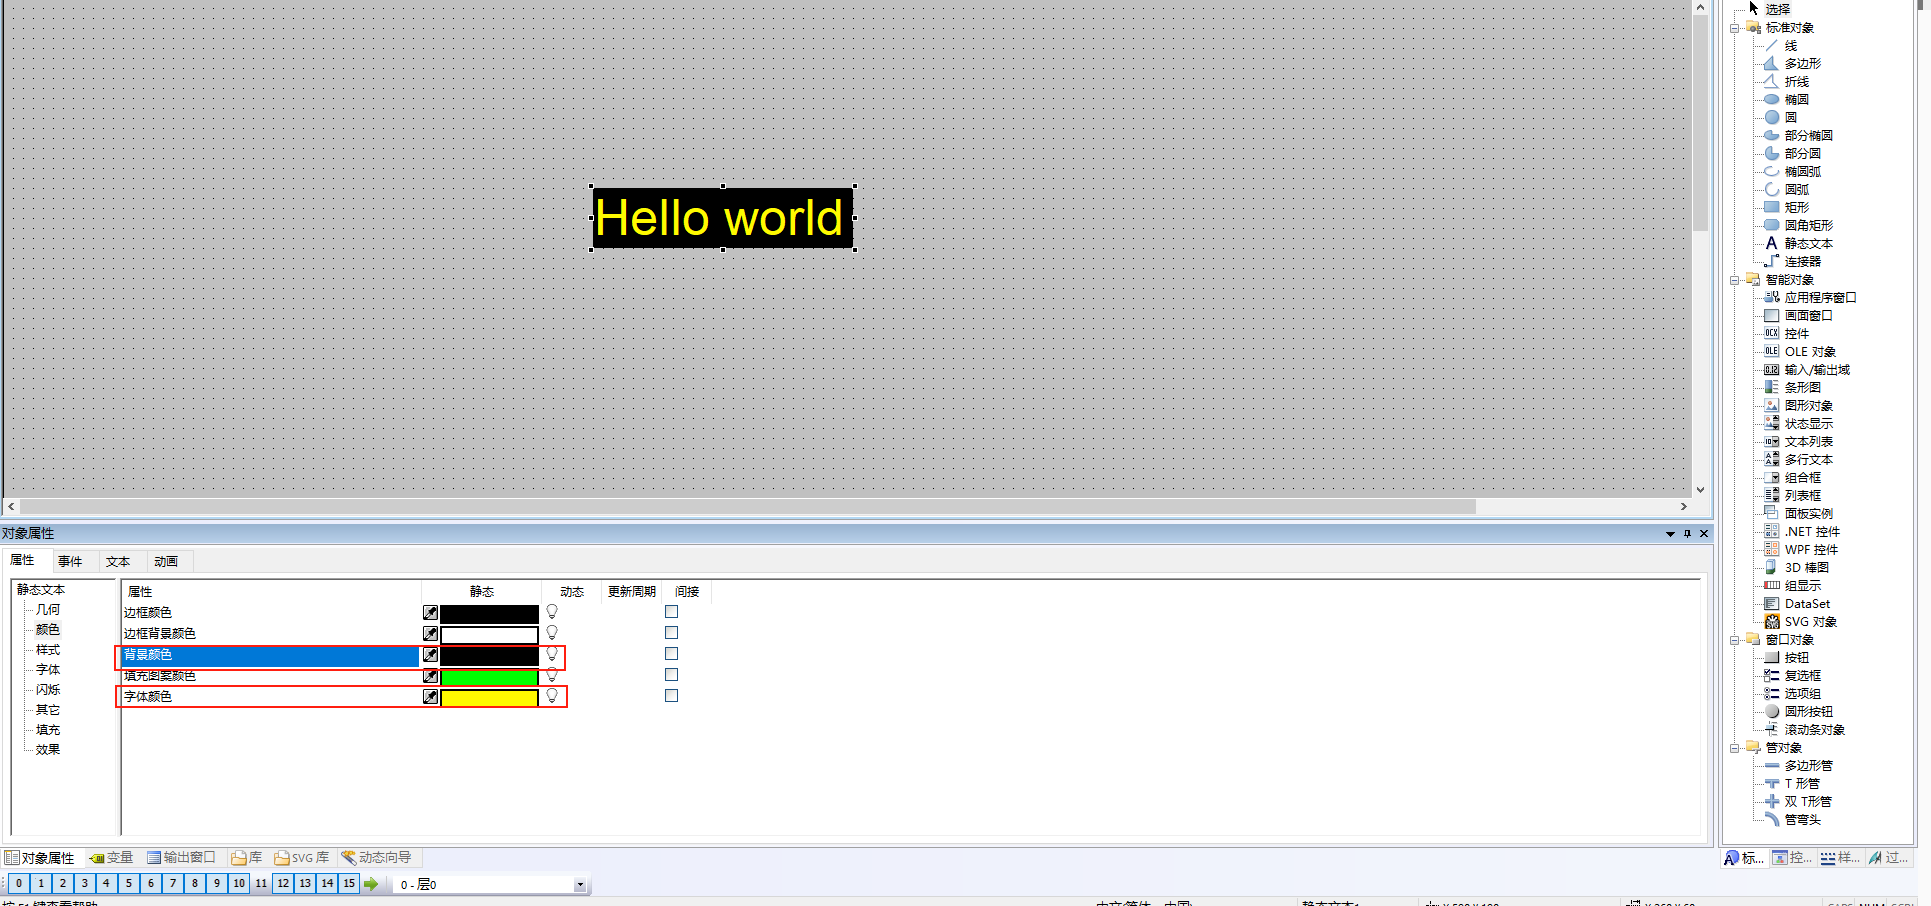 Hello world
选择
标准对象
线
多边形
折线
椭圆
圆
部分椭圆
部分圆
椭圆弧
圆弧
矩形
圆角矩形
静态文本
连接器
智能对象
应用程序窗口
画面窗口
控件
OLE 对象
输入/输出域
条形图
图形对象
状态显示
文本列表
多行文本
组合框
列表框
面板实例
.NET 控件
WPF 控件
3D 棒图
组显示
DataSet
SVG 对象
窗口对象
按钮
复选框
选项组
圆形按钮
滚动条对象
管对象
多边形管
T 形管
双 T形管
管弯头
标... 控... 样... 过...
对象属性
属性 事件 文本 动画
静态文本
几何
颜色
样式
字体
闪烁
其它
填充
效果
属性 静态 动态 更新周期 间接
边框颜色
边框背景颜色
背景颜色
填充图案颜色
字体颜色
对象属性 变量 输出窗口 库 SVG 库 动态向导
0 1 2 3 4 5 6 7 8 9 10 11 12 13 14 15 0 - 层0